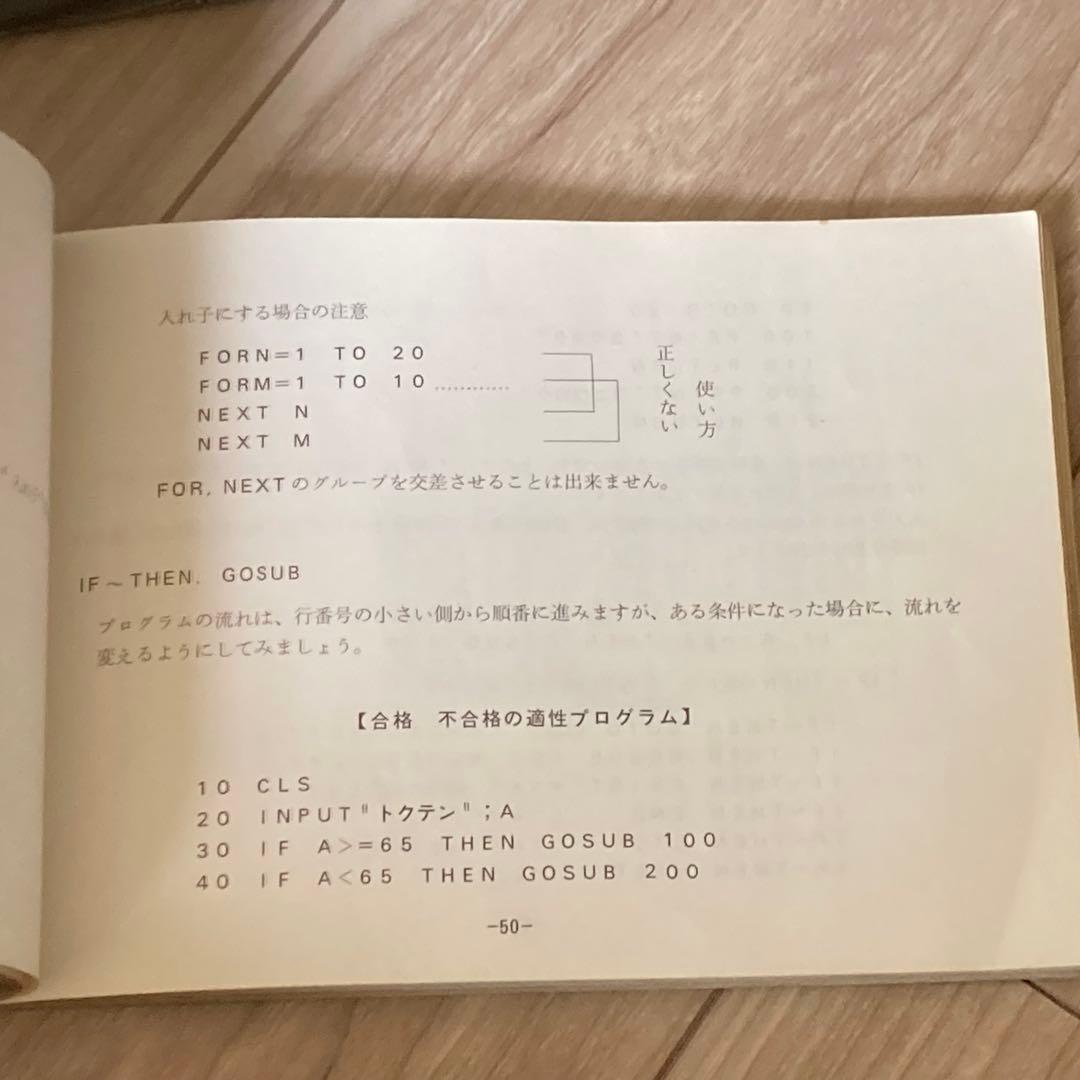 入れ子にする場合の注意
FORN=1 TO 20
FORM=1 TO 10…………
NEXT N
NEXT M
正しくない
使い方
FOR, NEXTのグループを交差させることは出来ません。
IF~THEN. GOSUB
プログラムの流れは、行番号の小さい側から順番に進みますが、ある条件になった場合に、流れを
変えるようにしてみましょう。
【合格 不合格の適性プログラム】
10 CLS
20 INPUT"トクテン";A
30 IF A>=65 THEN GOSUB 100
40 IF A<65 THEN GOSUB 200
-50-